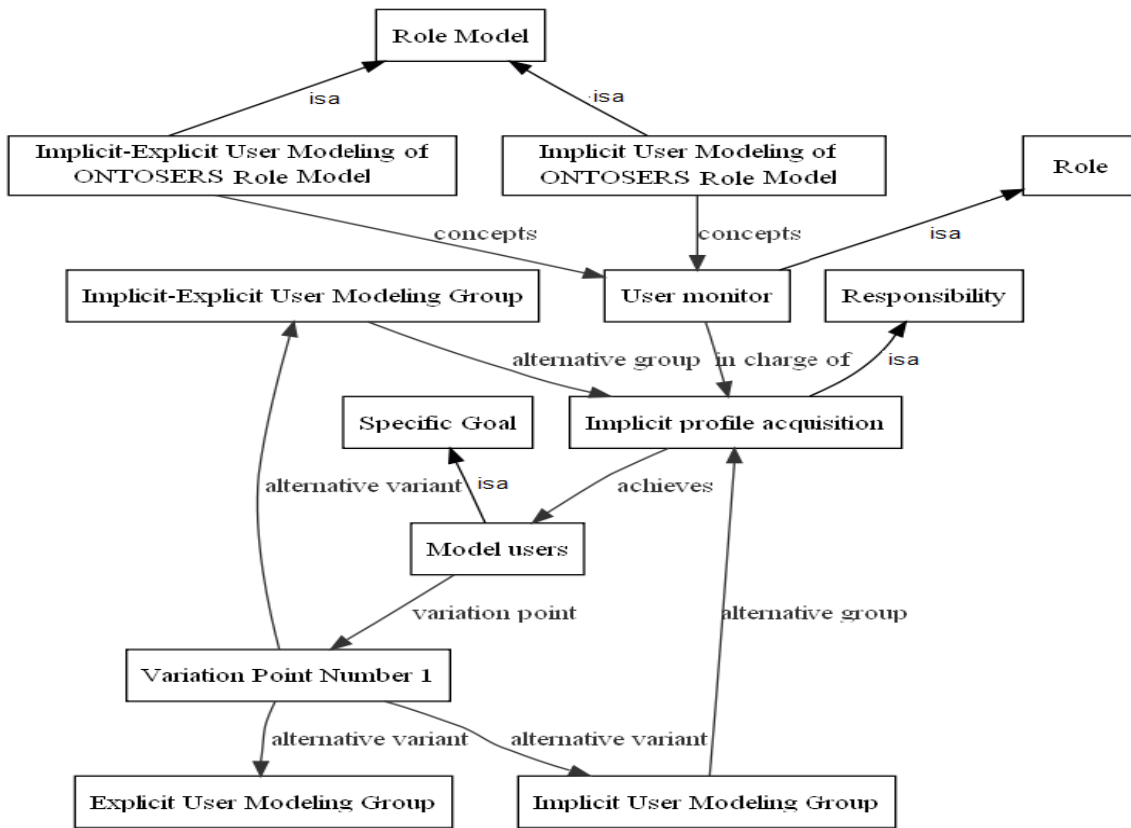 Role Model
isa
isa
Implicit-Explicit User Modeling of
ONTOSERS Role Model
Implicit User Modeling of
ONTOSERS Role Model
Role
concepts
concepts
isa
Implicit-Explicit User Modeling Group
User monitor
Responsibility
alternative group
in charge of
isa
Specific Goal
Implicit profile acquisition
alternative variant
isa
achieves
Model users
variation point
alternative group
Variation Point Number 1
alternative variant
alternative variant
Explicit User Modeling Group
Implicit User Modeling Group